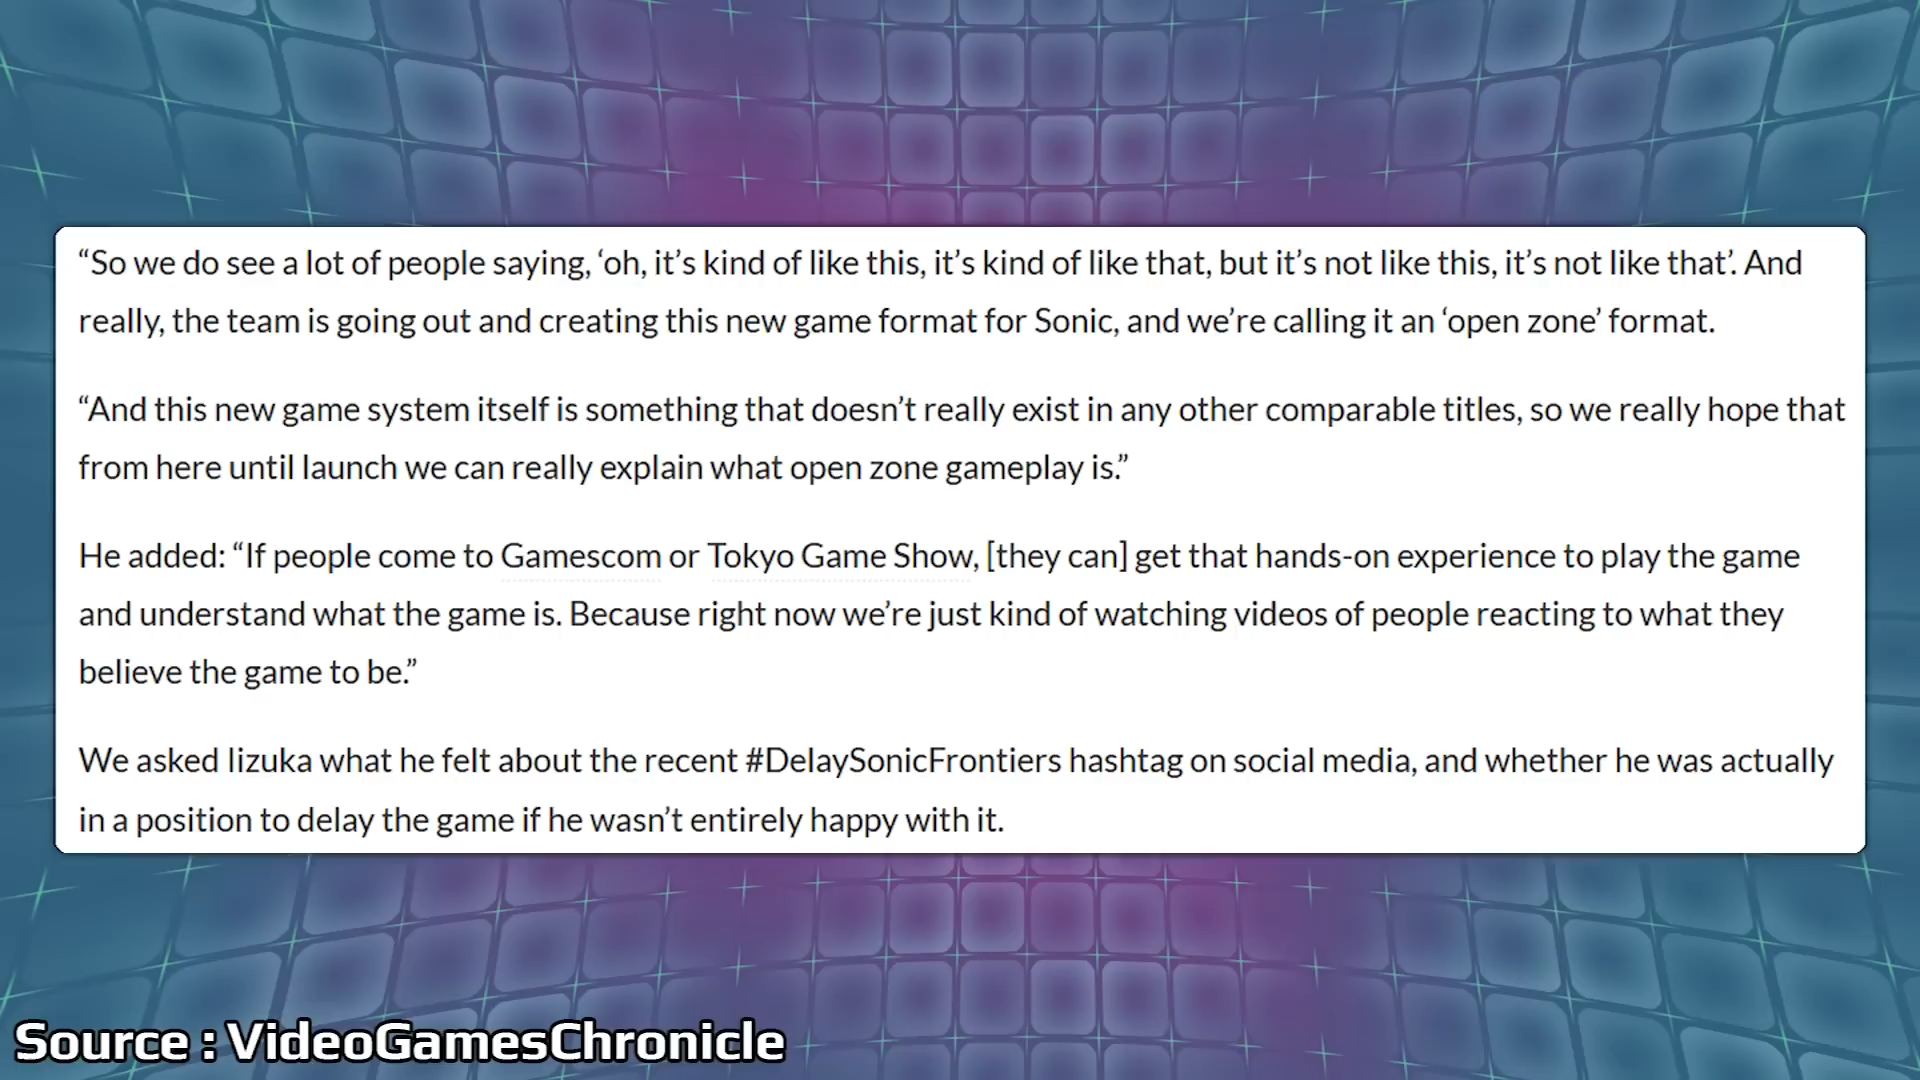 “So we do see a lot of people saying, ‘oh, it’s kind of like this, it’s kind of like that, but it’s not like this, it’s not like that’. And
really, the team is going out and creating this new game format for Sonic, and we’re calling it an ‘open zone’ format.
“And this new game system itself is something that doesn’t really exist in any other comparable titles, so we really hope that
from here until launch we can really explain what open zone gameplay is.”
He added: “If people come to Gamescom or Tokyo Game Show, [they can] get that hands-on experience to play the game
and understand what the game is. Because right now we’re just kind of watching videos of people reacting to what they
believe the game to be.”
We asked Iizuka what he felt about the recent #DelaySonicFrontiers hashtag on social media, and whether he was actually
in a position to delay the game if he wasn’t entirely happy with it.
Source : VideoGamesChronicle